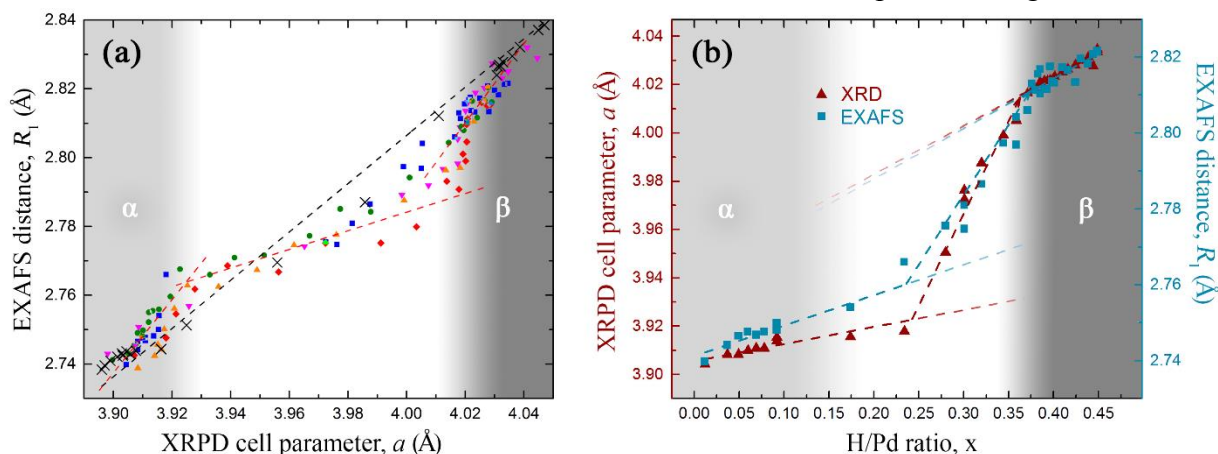 (a)
α
β
2.84
2.82
2.80
2.78
2.76
2.74
EXAFS distance, R₁ (Å)
3.90 3.92 3.94 3.96 3.98 4.00 4.02 4.04
XRPD cell parameter, a (Å)
(b)
XRD
EXAFS
α
β
4.04
4.02
4.00
3.98
3.96
3.94
3.92
3.90
XRPD cell parameter, a (Å)
2.82
2.80
2.78
2.76
2.74
EXAFS distance, R₁ (Å)
0.00 0.05 0.10 0.15 0.20 0.25 0.30 0.35 0.40 0.45
H/Pd ratio, x